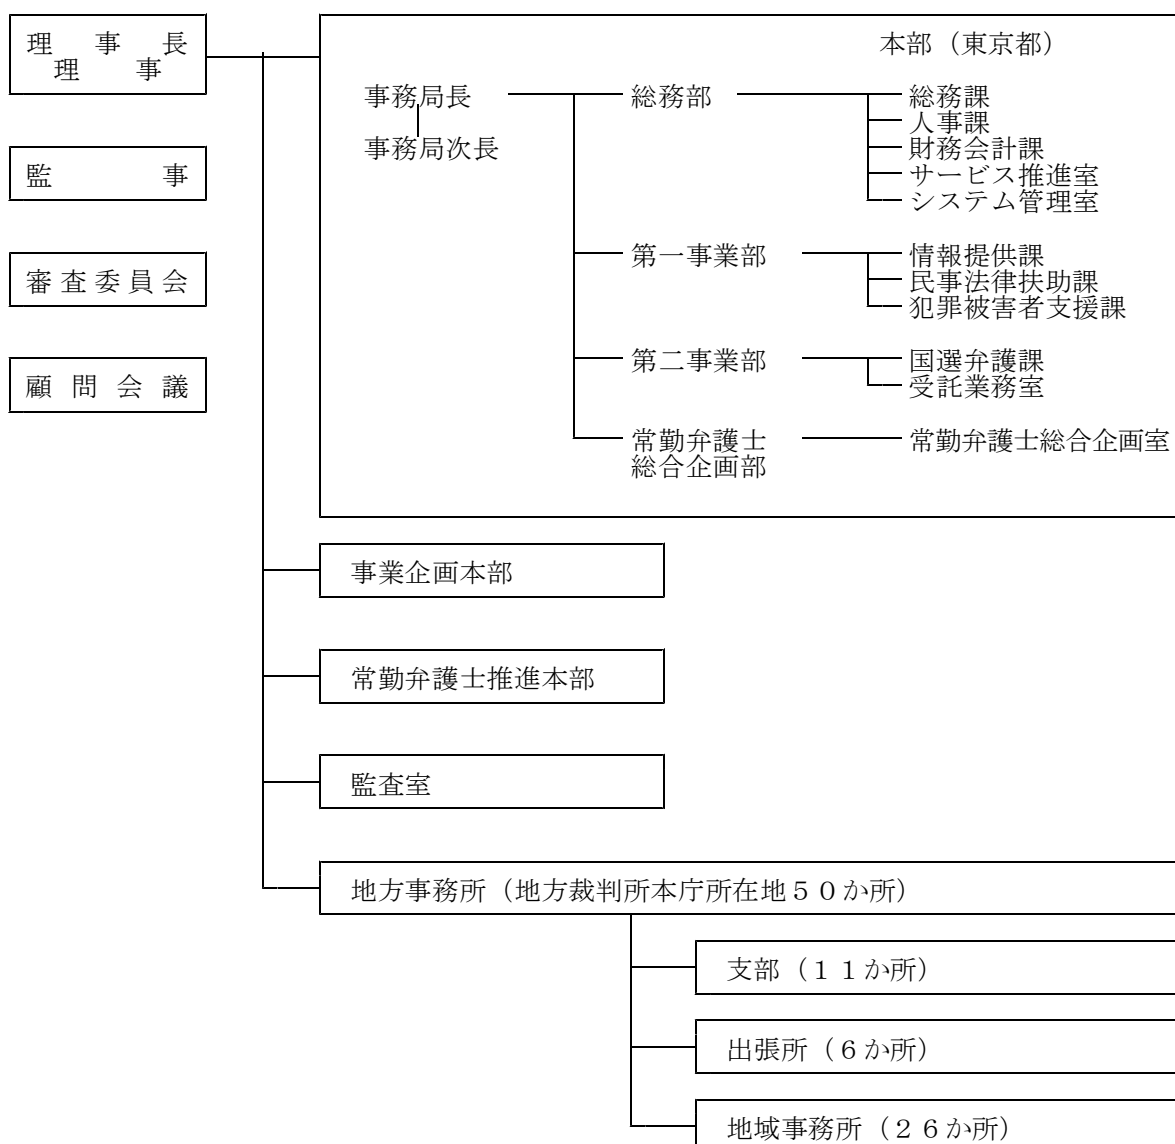 理事長
理事
監事
審査委員会
顧問会議
本部（東京都）
事務局長
事務局次長
総務部
総務課
人事課
財務会計課
サービス推進室
システム管理室
第一事業部
情報提供課
民事法律扶助課
犯罪被害者支援課
第二事業部
国選弁護課
受託業務室
常勤弁護士
総合企画部
常勤弁護士総合企画室
事業企画本部
常勤弁護士推進本部
監査室
地方事務所（地方裁判所本庁所在地５０か所）
支部（１１か所）
出張所（６か所）
地域事務所（２６か所）